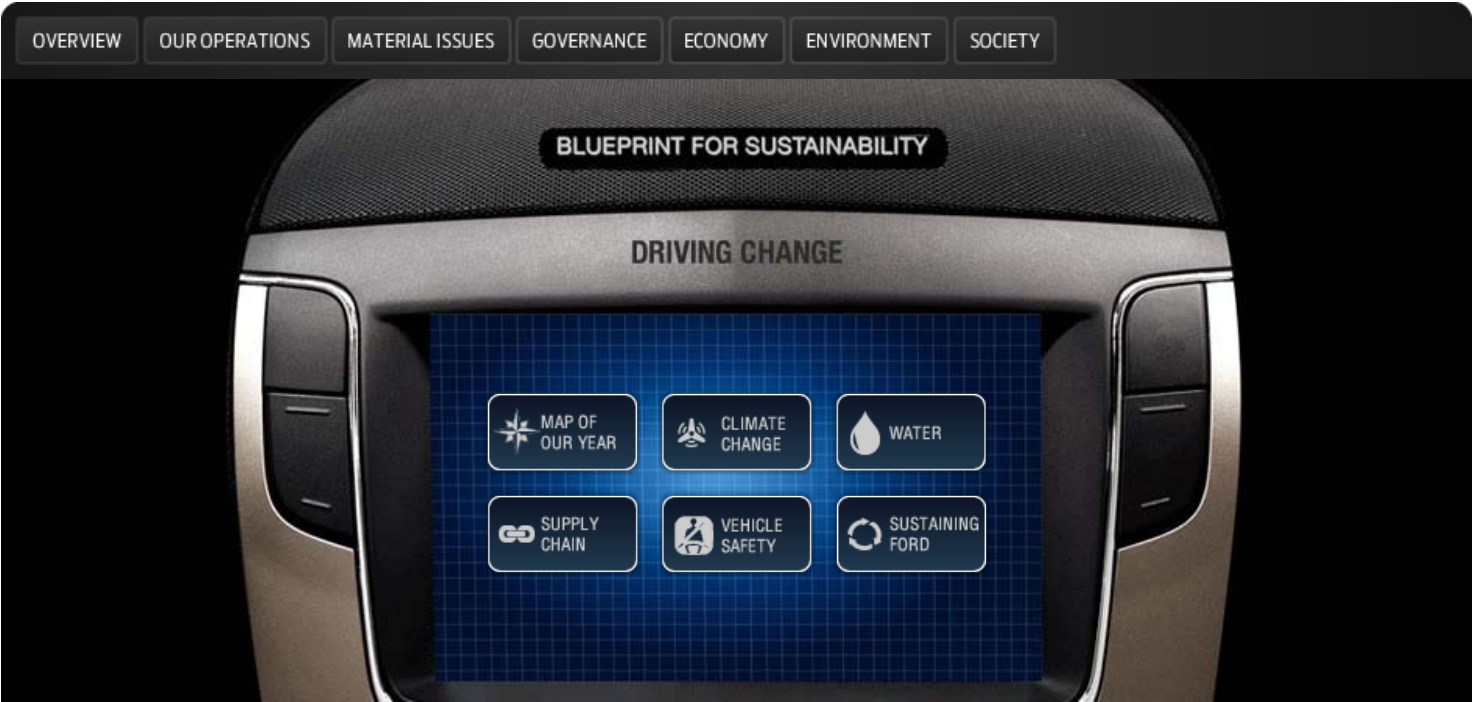 OVERVIEW
OUR OPERATIONS
MATERIAL ISSUES
GOVERNANCE
ECONOMY
ENVIRONMENT
SOCIETY
BLUEPRINT FOR SUSTAINABILITY
DRIVING CHANGE
MAP OF
OUR YEAR
CLIMATE
CHANGE
WATER
SUPPLY
CHAIN
VEHICLE
SAFETY
SUSTAINING
FORD